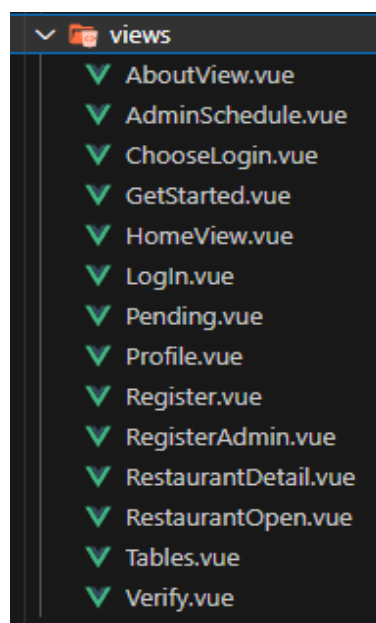 views
AboutView.vue
AdminSchedule.vue
ChooseLogin.vue
GetStarted.vue
HomeView.vue
LogIn.vue
Pending.vue
Profile.vue
Register.vue
RegisterAdmin.vue
RestaurantDetail.vue
RestaurantOpen.vue
Tables.vue
Verify.vue